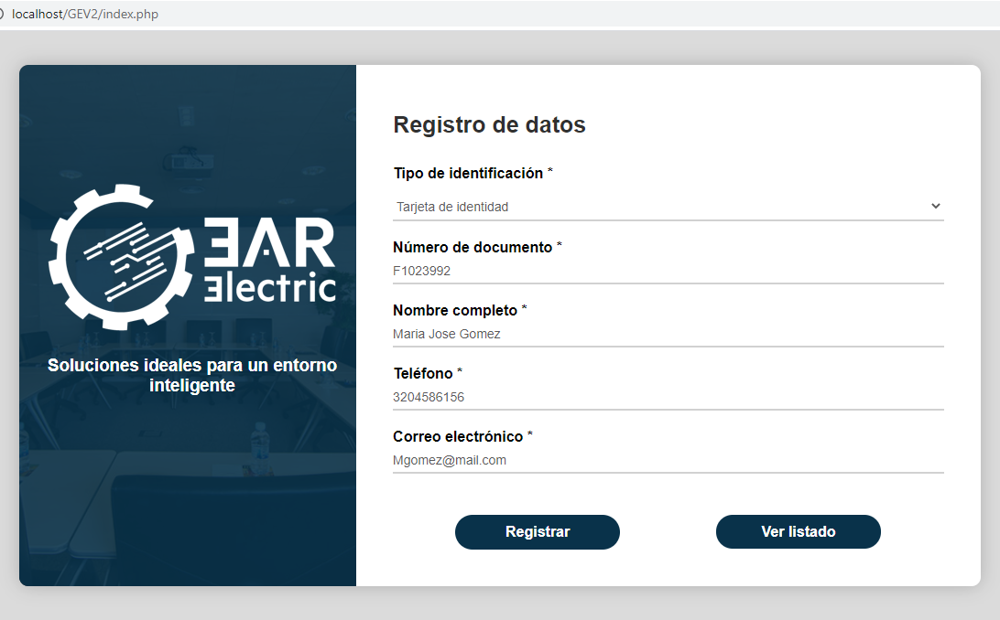 localhost/GEV2/index.php
GEAR
Electric
Soluciones ideales para un entorno
inteligente
Registro de datos
Tipo de identificación *
Tarjeta de identidad
Número de documento *
F1023992
Nombre completo *
Maria Jose Gomez
Teléfono *
3204586156
Correo electrónico *
Mgomez@mail.com
Registrar
Ver listado